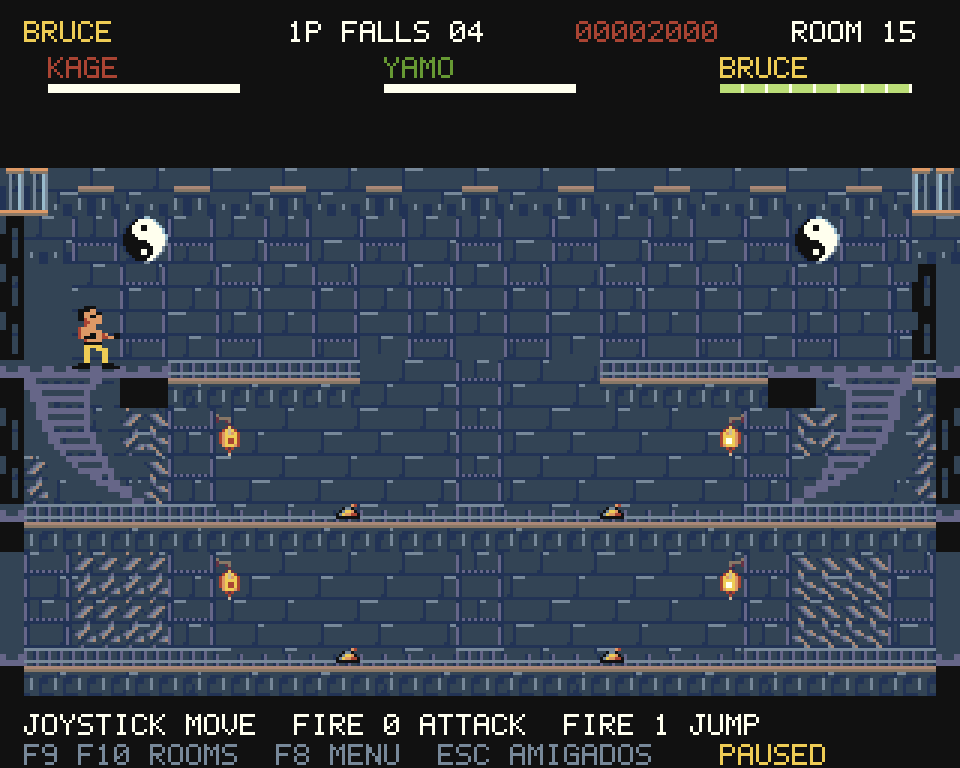 BRUCE 1P FALLS 04 00002000 ROOM 15
KAGE YAMO BRUCE
JOYSTICK MOVE FIRE 0 ATTACK FIRE 1 JUMP
F9 F10 ROOMS F8 MENU ESC AMIGADOS PAUSED